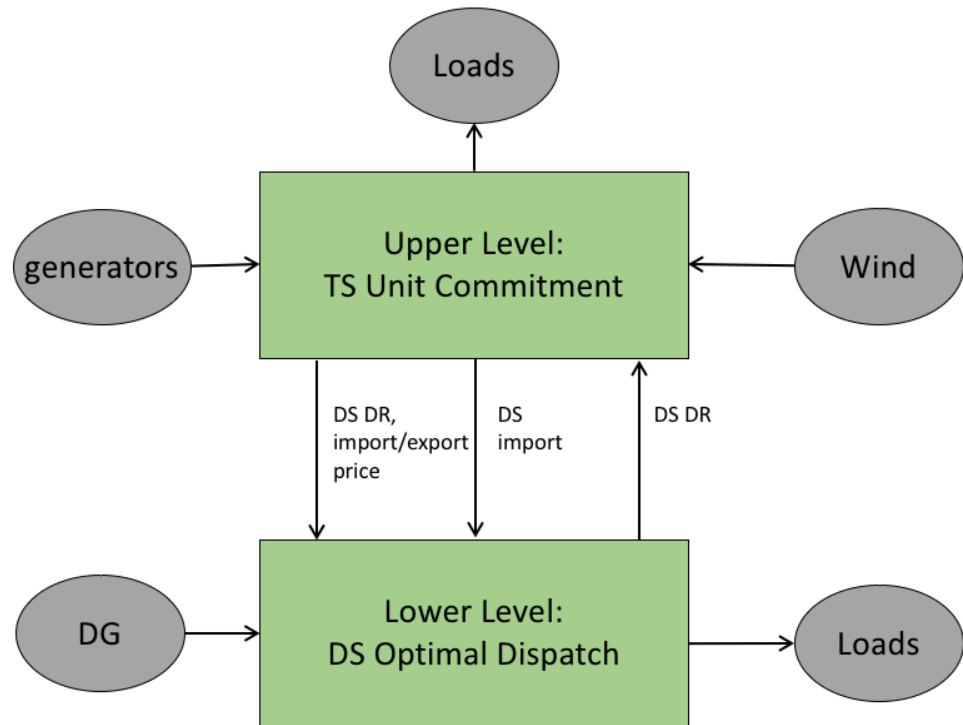 Loads
Upper Level:
TS Unit Commitment
generators
Wind
DS DR,
import/export
price
DS
import
DS DR
Lower Level:
DS Optimal Dispatch
DG
Loads